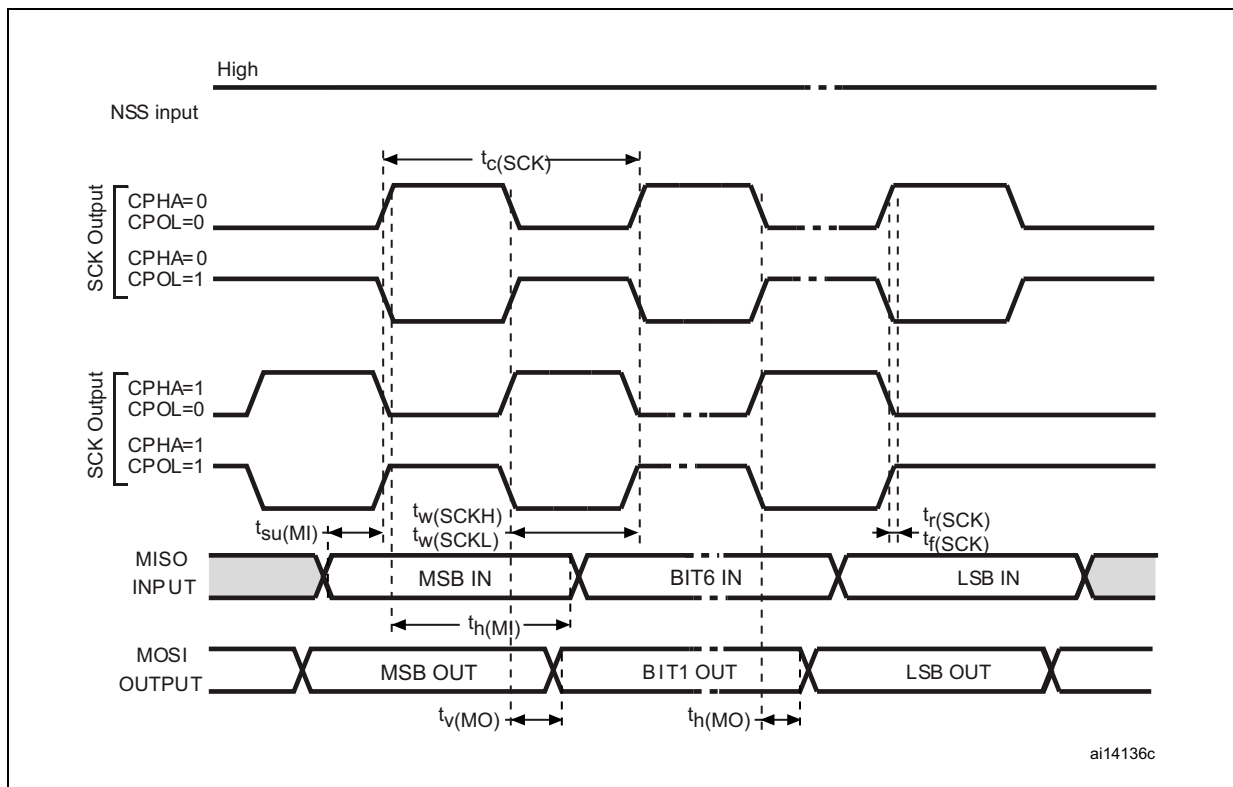 High
NSS input
tc(SCK)
SCK Output
CPHA=0
CPOL=0
CPHA=0
CPOL=1
SCK Output
CPHA=1
CPOL=0
CPHA=1
CPOL=1
tsu(MI)
tw(SCKH)
tw(SCKL)
tr(SCK)
tf(SCK)
MISO
INPUT
MSB IN
BIT6 IN
LSB IN
th(MI)
MOSI
OUTPUT
MSB OUT
BIT1 OUT
LSB OUT
tv(MO)
th(MO)
ai14136c